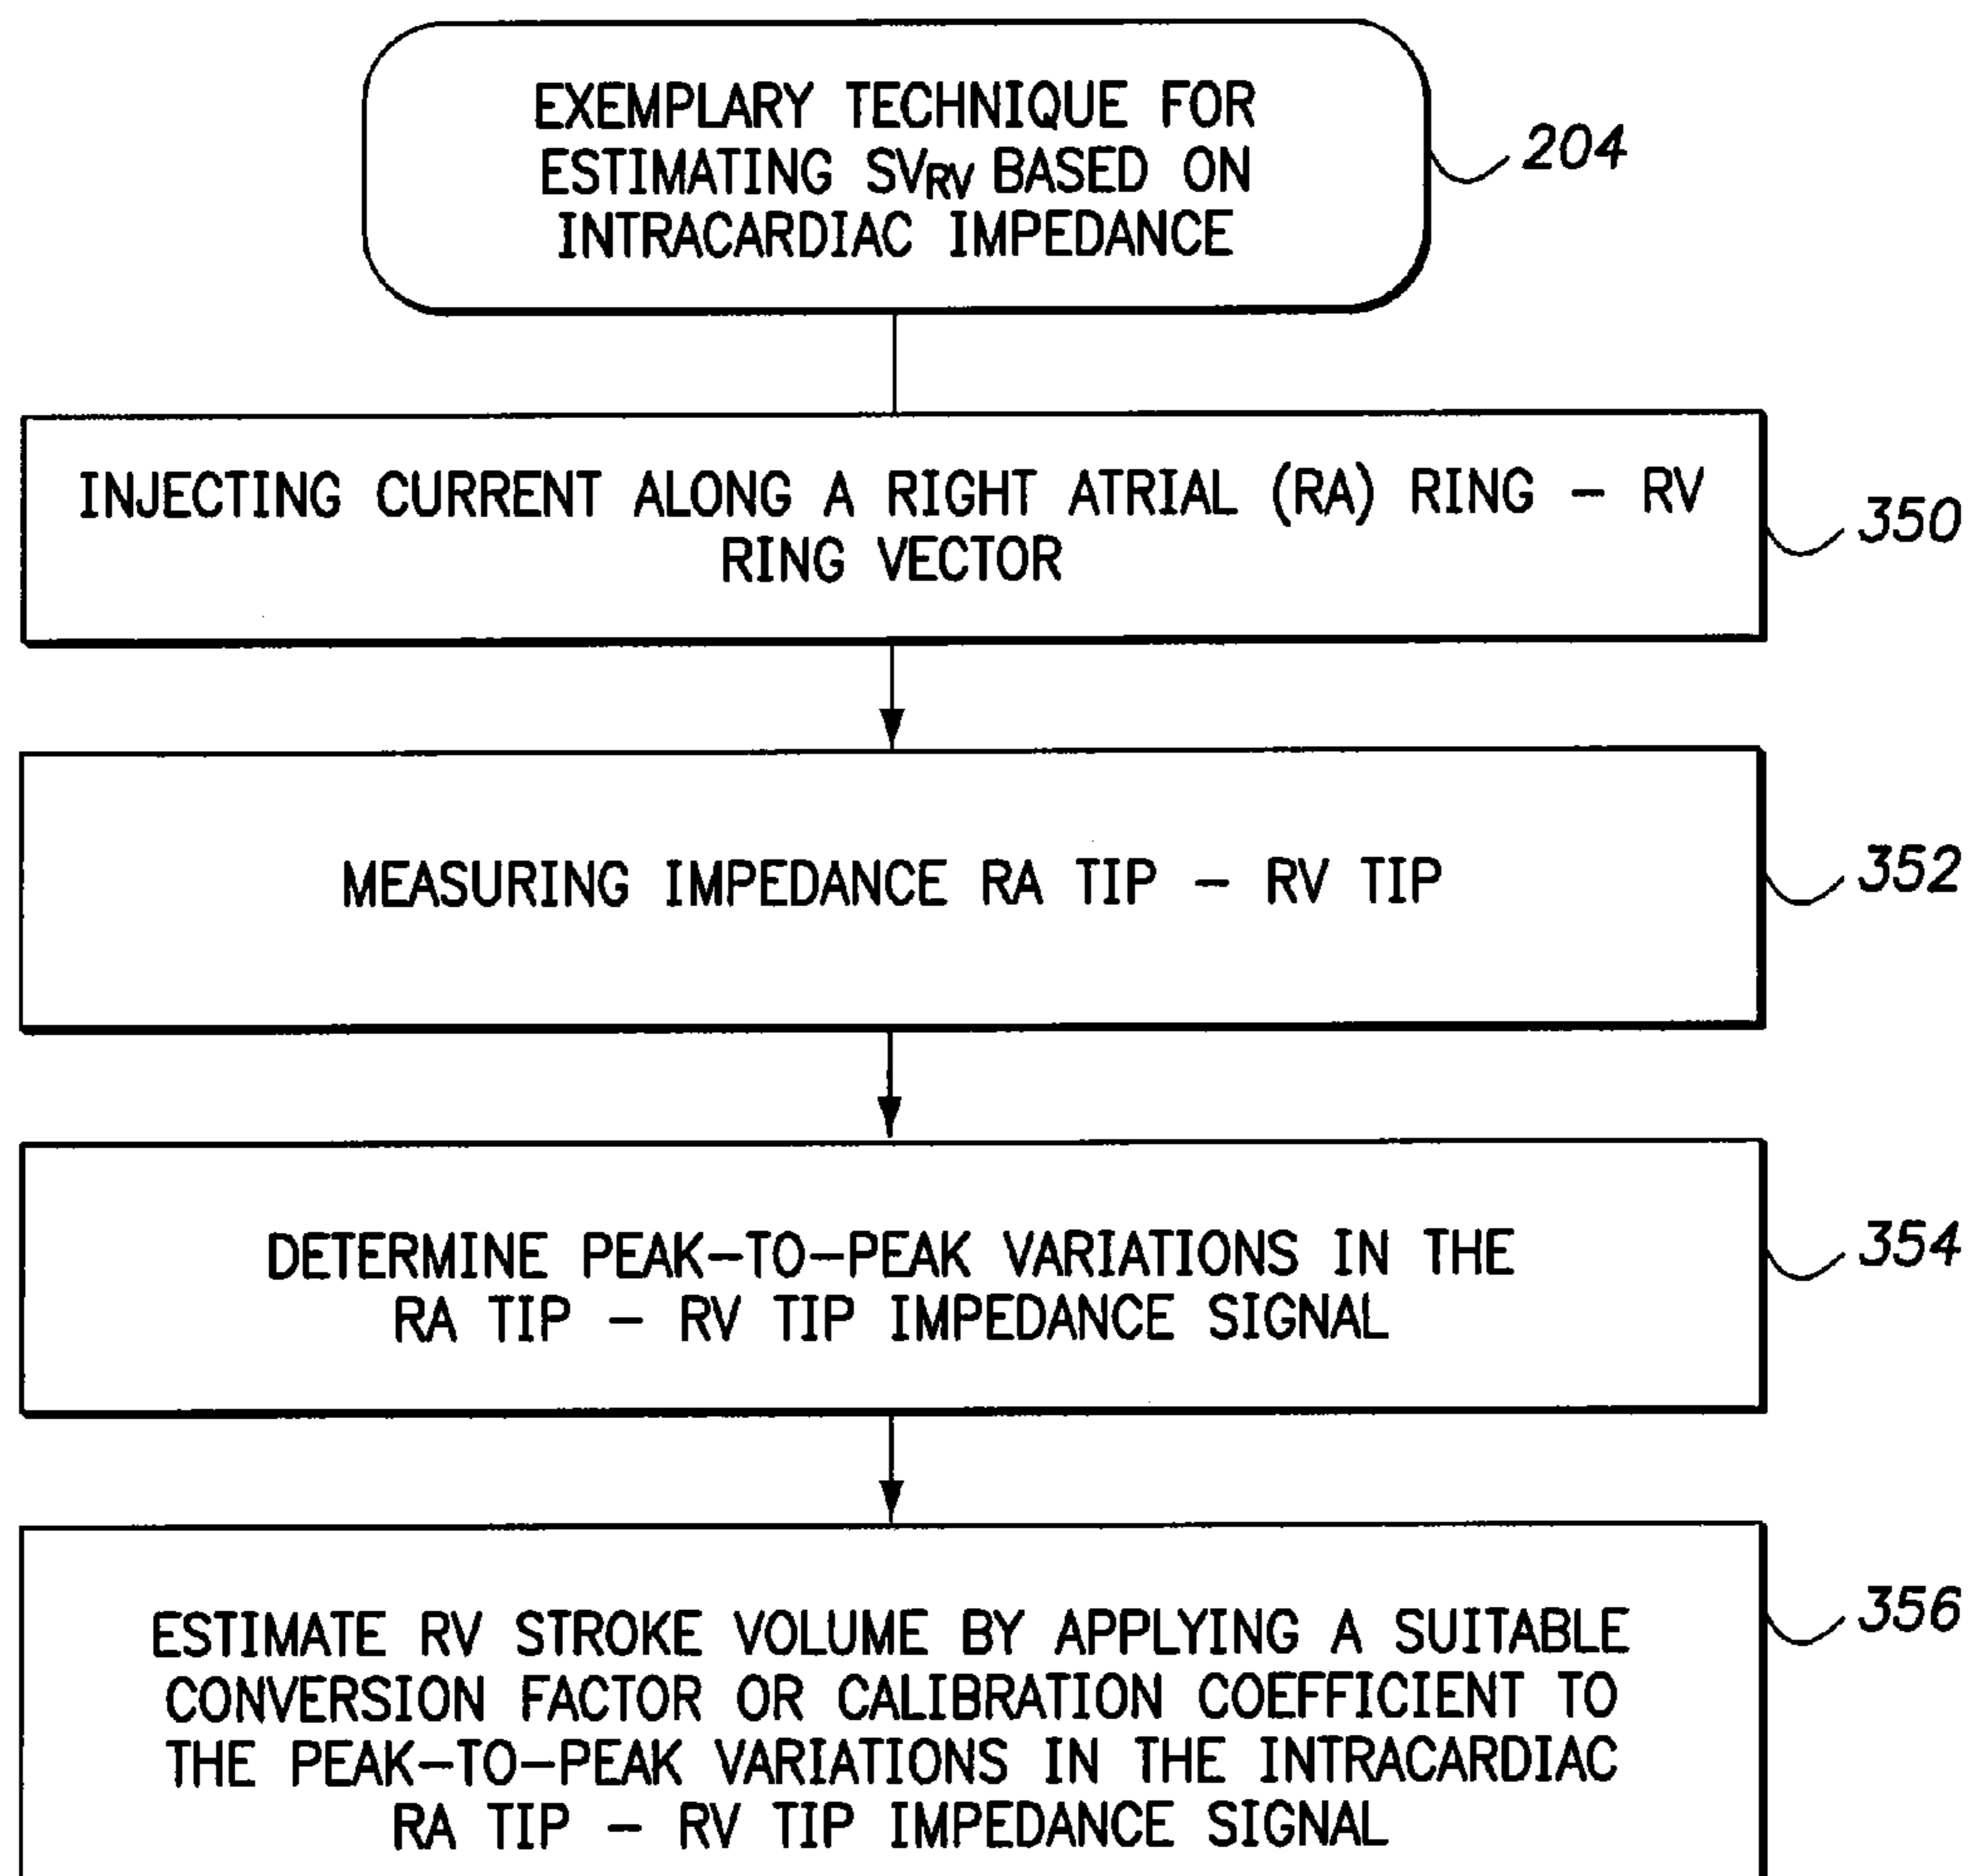 EXEMPLARY TECHNIQUE FOR
ESTIMATING SVRV BASED ON
INTRACARDIAC IMPEDANCE
204
INJECTING CURRENT ALONG A RIGHT ATRIAL (RA) RING – RV
RING VECTOR
350
MEASURING IMPEDANCE RA TIP – RV TIP
352
DETERMINE PEAK–TO–PEAK VARIATIONS IN THE
RA TIP – RV TIP IMPEDANCE SIGNAL
354
ESTIMATE RV STROKE VOLUME BY APPLYING A SUITABLE
CONVERSION FACTOR OR CALIBRATION COEFFICIENT TO
THE PEAK–TO–PEAK VARIATIONS IN THE INTRACARDIAC
RA TIP – RV TIP IMPEDANCE SIGNAL
356